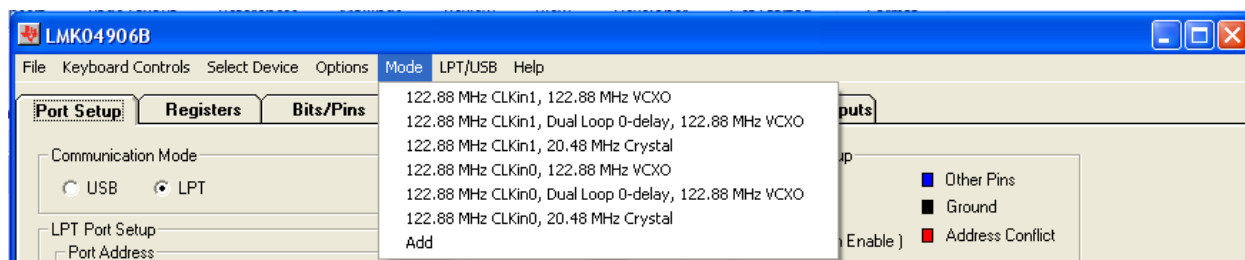 LMK04906B
File Keyboard Controls Select Device Options Mode LPT/USB Help
Port Setup Registers Bits/Pins puts
122.88 MHz CLKin1, 122.88 MHz VCXO
122.88 MHz CLKin1, Dual Loop 0-delay, 122.88 MHz VCXO
122.88 MHz CLKin1, 20.48 MHz Crystal
122.88 MHz CLKin0, 122.88 MHz VCXO
122.88 MHz CLKin0, Dual Loop 0-delay, 122.88 MHz VCXO
122.88 MHz CLKin0, 20.48 MHz Crystal
Add
Communication Mode
USB LPT
LPT Port Setup
Port Address
up
Other Pins
Ground
Enable ) Address Conflict